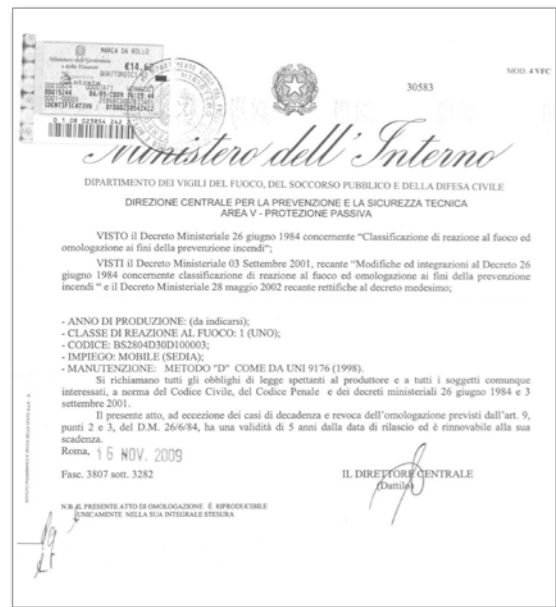 MARCA DA BOLLO
Ministero dell'Economia
e delle Finanze
€14,62
QUATTORDICI/62
IDENTIFICATIVO :
0 1 08 023854 242
MOD. 4 VFC
30583
Ministero dell' Interno
DIPARTIMENTO DEI VIGILI DEL FUOCO, DEL SOCCORSO PUBBLICO E DELLA DIFESA CIVILE
DIREZIONE CENTRALE PER LA PREVENZIONE E LA SICUREZZA TECNICA
AREA V - PROTEZIONE PASSIVA
VISTO il Decreto Ministeriale 26 giugno 1984 concernente "Classificazione di reazione al fuoco ed
omologazione ai fini della prevenzione incendi";
VISTI il Decreto Ministeriale 03 Settembre 2001, recante "Modifiche ed integrazioni al Decreto 26
giugno 1984 concernente classificazione di reazione al fuoco ed omologazione ai fini della prevenzione
incendi " e il Decreto Ministeriale 28 maggio 2002 recante rettifiche al decreto medesimo;
- ANNO DI PRODUZIONE: (da indicarsi);
- CLASSE DI REAZIONE AL FUOCO: 1 (UNO);
- CODICE: BS2804D30D100003;
- IMPIEGO: MOBILE (SEDIA);
- MANUTENZIONE: METODO "D" COME DA UNI 9176 (1998).
Si richiamano tutti gli obblighi di legge spettanti al produttore e a tutti i soggetti comunque
interessati, a norma del Codice Civile, del Codice Penale e dei decreti ministeriali 26 giugno 1984 e 3
settembre 2001.
Il presente atto, ad eccezione dei casi di decadenza e revoca dell'omologazione previsti dall'art. 9,
punti 2 e 3, del D.M. 26/6/84, ha una validità di 5 anni dalla data di rilascio ed è rinnovabile alla sua
scadenza.
Roma, 16 NOV. 2009
Fasc. 3807 sott. 3282
IL DIRETTORE CENTRALE
(Dattilo)
N.B. IL PRESENTE ATTO DI OMOLOGAZIONE È RIPRODUCIBILE
UNICAMENTE NELLA SUA INTEGRALE STESURA